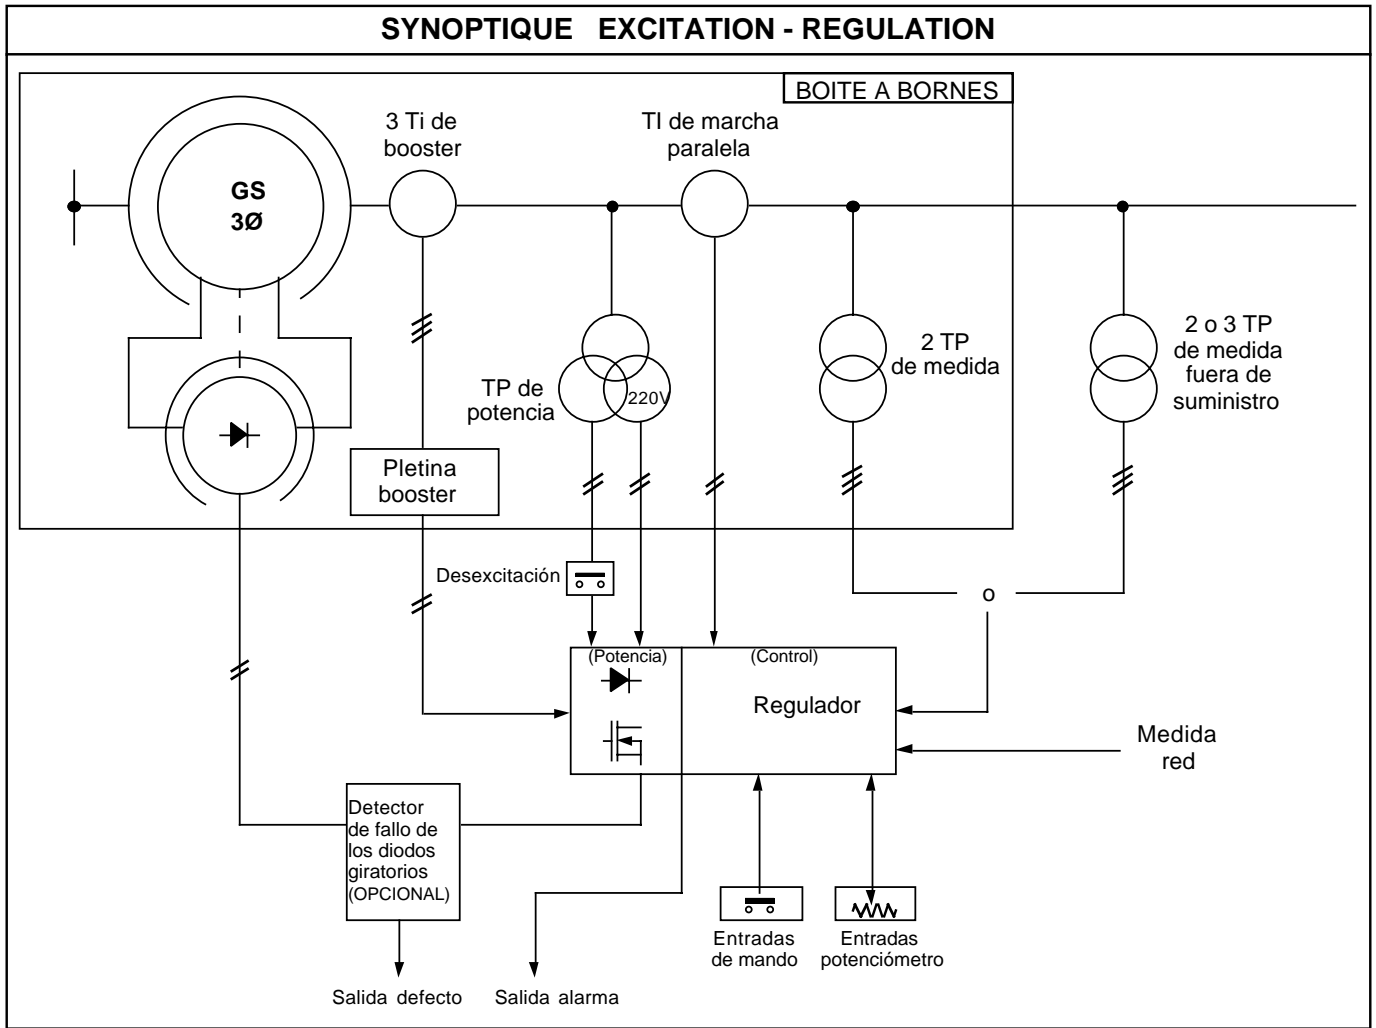 SYNOPTIQUE EXCITATION - REGULATION
BOITE A BORNES
3 Ti de
booster
TI de marcha
paralela
GS
3Ø
2 TP
de medida
2 o 3 TP
de medida
fuera de
suministro
TP de
potencia
220V
Pletina
booster
Desexcitación
o
(Potencia)
(Control)
Regulador
Medida
red
Detector
de fallo de
los diodos
giratorios
(OPCIONAL)
Entradas
de mando
Entradas
potenciómetro
Salida defecto
Salida alarma